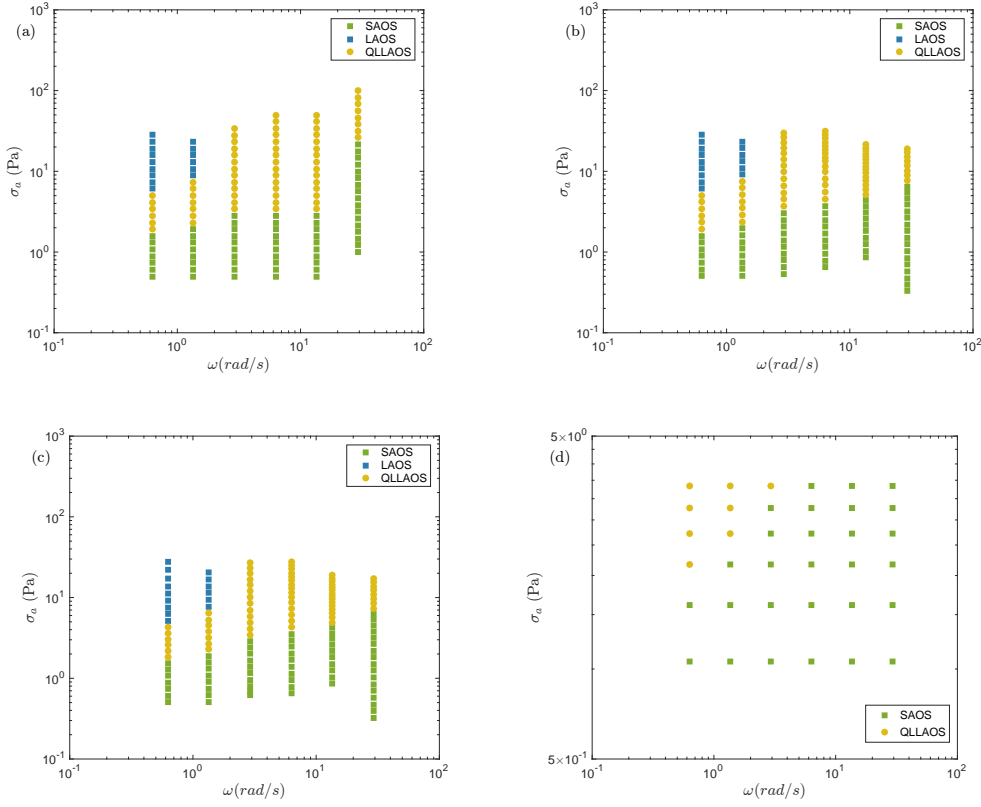 (a)
SAOS
LAOS
QLLAOS
10^3
10^2
10^1
10^0
10^-1
σ_a (Pa)
10^-1 10^0 10^1 10^2
ω(rad/s)
(b)
SAOS
LAOS
QLLAOS
10^3
10^2
10^1
10^0
10^-1
σ_a (Pa)
10^-1 10^0 10^1 10^2
ω(rad/s)
(c)
SAOS
LAOS
QLLAOS
10^3
10^2
10^1
10^0
10^-1
σ_a (Pa)
10^-1 10^0 10^1 10^2
ω(rad/s)
(d)
5×10^0
σ_a (Pa)
SAOS
QLLAOS
5×10^-1
10^-1 10^0 10^1 10^2
ω(rad/s)